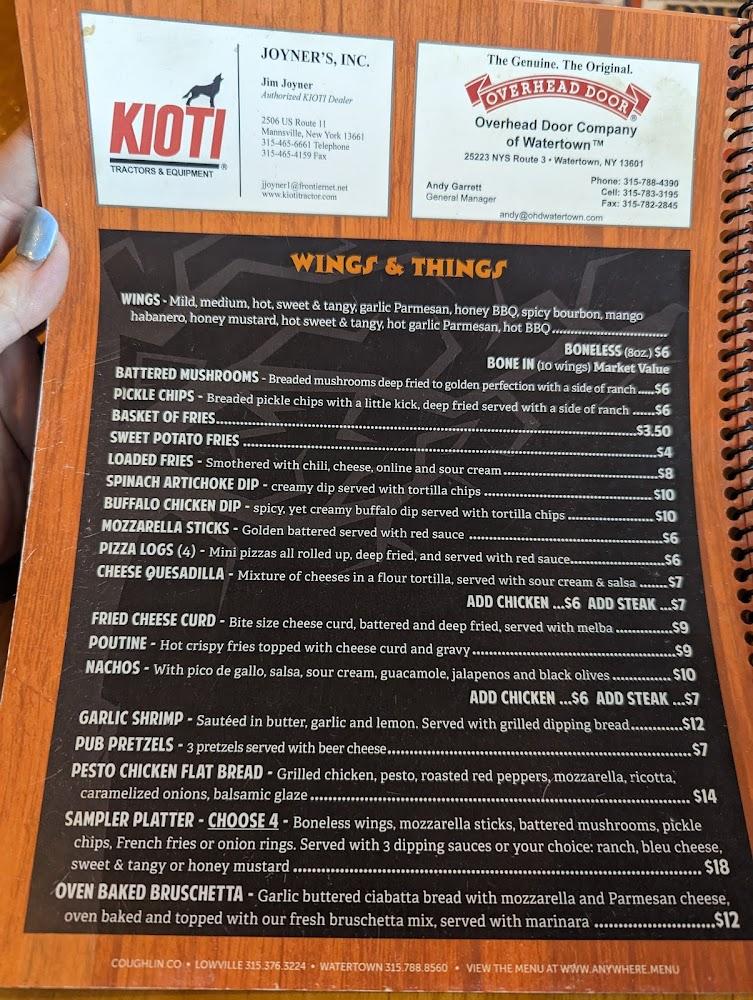 KIOTI®
TRACTORS & EQUIPMENT
JOYNER'S, INC.
Jim Joyner
Authorized KIOTI Dealer
2506 US Route 11
Mannsville, New York 13661
315-465-6661 Telephone
315-465-4159 Fax
jjoyner1@frontiernet.net
www.kiotitractor.com
The Genuine. The Original.
OVERHEAD DOOR®
Overhead Door Company
of Watertown™
25223 NYS Route 3 • Watertown, NY 13601
Andy Garrett
General Manager
Phone: 315-788-4390
Cell: 315-783-3195
Fax: 315-782-2845
andy@ohdwatertown.com
WINGS & THINGS
WINGS - Mild, medium, hot, sweet & tangy, garlic Parmesan, honey BBQ, spicy bourbon, mango
habanero, honey mustard, hot sweet & tangy, hot garlic Parmesan, hot BBQ
BONELESS (8oz.) $6
BONE IN (10 wings) Market Value
BATTERED MUSHROOMS - Breaded mushrooms deep fried to golden perfection with a side of ranch .....$6
PICKLE CHIPS - Breaded pickle chips with a little kick, deep fried served with a side of ranch ......$6
BASKET OF FRIES.....$3.50
SWEET POTATO FRIES .....$4
LOADED FRIES - Smothered with chili, cheese, online and sour cream .....$8
SPINACH ARTICHOKE DIP - creamy dip served with tortilla chips .....$10
BUFFALO CHICKEN DIP - spicy, yet creamy buffalo dip served with tortilla chips .....$10
MOZZARELLA STICKS - Golden battered served with red sauce .....$6
PIZZA LOGS (4) - Mini pizzas all rolled up, deep fried, and served with red sauce.....$6
CHEESE QUESADILLA - Mixture of cheeses in a flour tortilla, served with sour cream & salsa .......$7
ADD CHICKEN ...$6 ADD STEAK ...$7
FRIED CHEESE CURD - Bite size cheese curd, battered and deep fried, served with melba .....$9
POUTINE - Hot crispy fries topped with cheese curd and gravy.....$9
NACHOS - With pico de gallo, salsa, sour cream, guacamole, jalapenos and black olives .....$10
ADD CHICKEN ...$6 ADD STEAK ...$7
GARLIC SHRIMP - Sautéed in butter, garlic and lemon. Served with grilled dipping bread.....$12
PUB PRETZELS - 3 pretzels served with beer cheese.....$7
PESTO CHICKEN FLAT BREAD - Grilled chicken, pesto, roasted red peppers, mozzarella, ricotta,
caramelized onions, balsamic glaze .....$14
SAMPLER PLATTER - CHOOSE 4 - Boneless wings, mozzarella sticks, battered mushrooms, pickle
chips, French fries or onion rings. Served with 3 dipping sauces or your choice: ranch, bleu cheese,
sweet & tangy or honey mustard .....$18
OVEN BAKED BRUSCHETTA - Garlic buttered ciabatta bread with mozzarella and Parmesan cheese,
oven baked and topped with our fresh bruschetta mix, served with marinara .....$12
COUGHLIN CO • LOWVILLE 315.376.3224 • WATERTOWN 315.788.8560 • VIEW THE MENU AT WWW.ANYWHERE.MENU